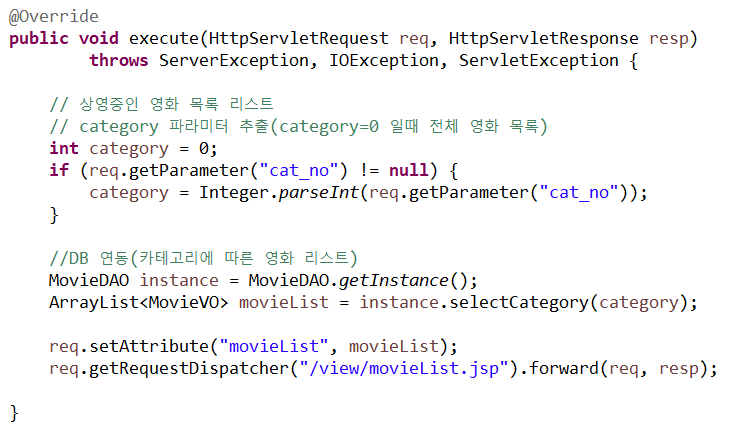 @Override
public void execute(HttpServletRequest req, HttpServletResponse resp)
        throws ServerException, IOException, ServletException {

    // 상영중인 영화 목록 리스트
    // category 파라미터 추출(category=0 일때 전체 영화 목록)
    int category = 0;
    if (req.getParameter("cat_no") != null) {
        category = Integer.parseInt(req.getParameter("cat_no"));
    }

    //DB 연동(카테고리에 따른 영화 리스트)
    MovieDAO instance = MovieDAO.getInstance();
    ArrayList<MovieVO> movieList = instance.selectCategory(category);

    req.setAttribute("movieList", movieList);
    req.getRequestDispatcher("/view/movieList.jsp").forward(req, resp);

}